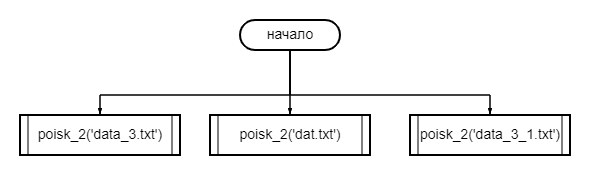 начало
poisk_2('data_3.txt')
poisk_2('dat.txt')
poisk_2('data_3_1.txt')